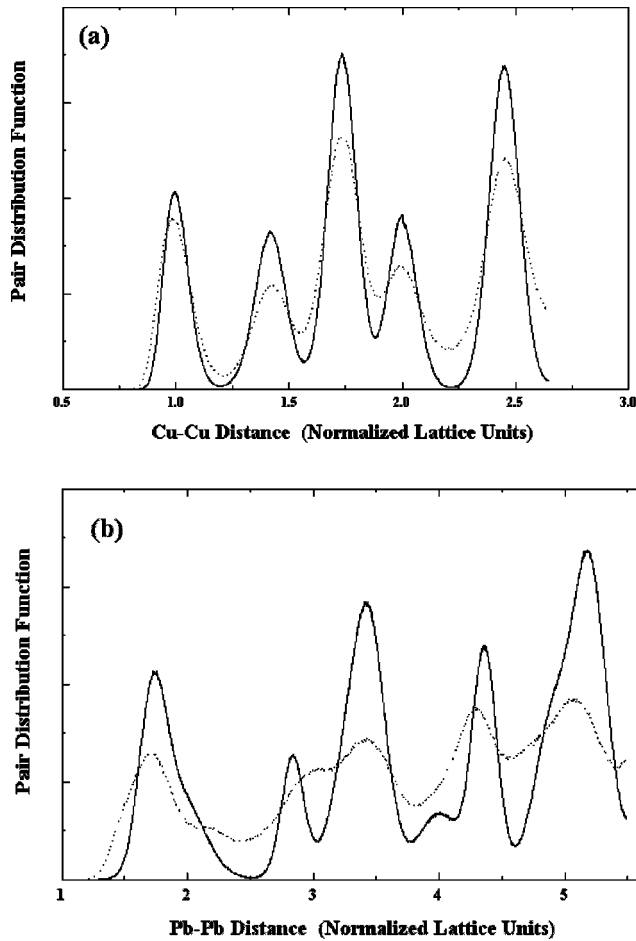 (a)
Pair Distribution Function
0.5 1.0 1.5 2.0 2.5 3.0
Cu-Cu Distance (Normalized Lattice Units)
(b)
Pair Distribution Function
1 2 3 4 5
Pb-Pb Distance (Normalized Lattice Units)